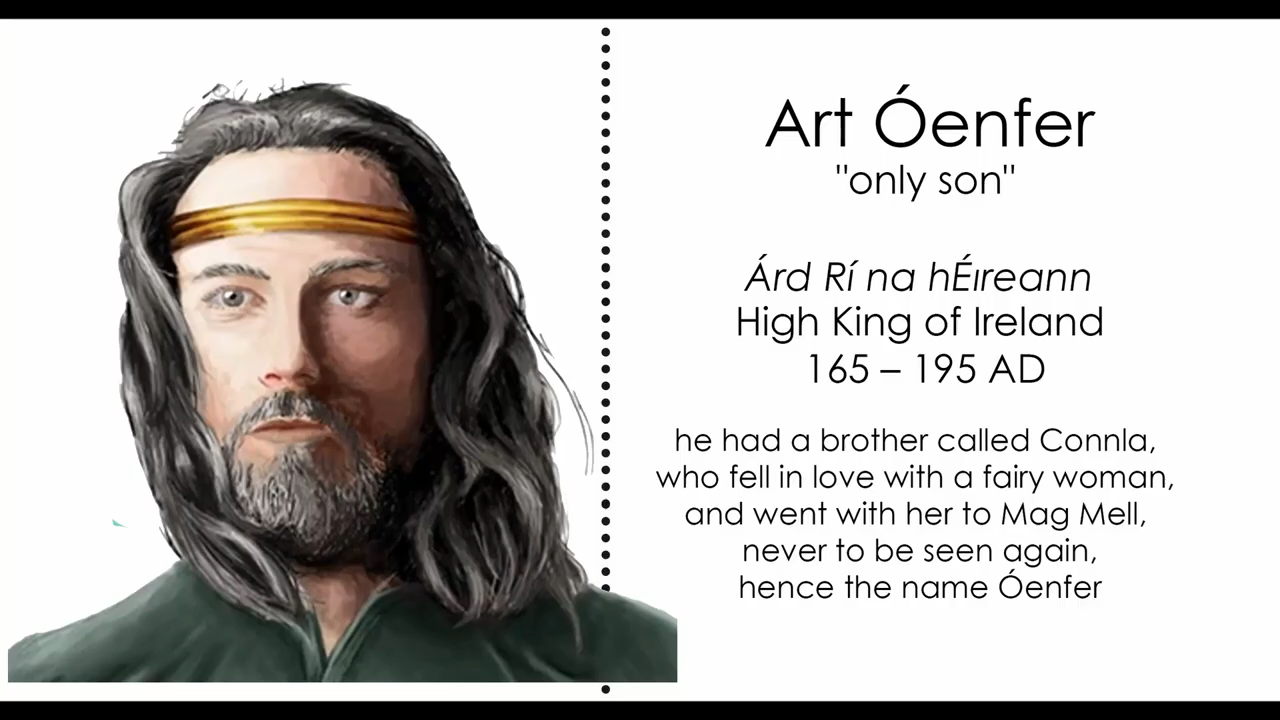 Art Óenfer
"only son"
Árd Rí na hÉıreann
High King of Ireland
165 – 195 AD
he had a brother called Connla,
who fell in love with a fairy woman,
and went with her to Mag Mell,
never to be seen again,
hence the name Óenfer